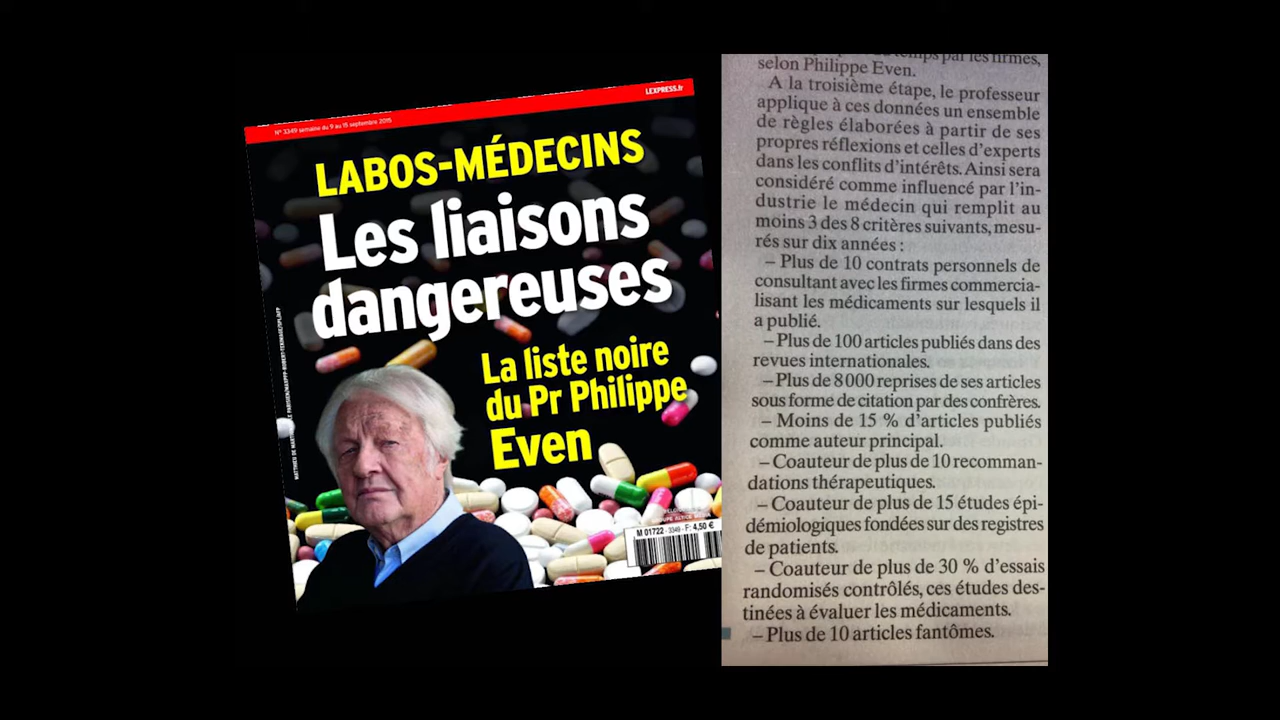 LEXPRESS.fr
N° 3349 semaine du 9 au 15 septembre 2015
LABOS-MÉDECINS
Les liaisons
dangereuses
La liste noire
du Pr Philippe
Even
M 01722 - 3349 - F: 4,50 €
par les firmes,
selon Philippe Even.
A la troisième étape, le professeur
applique à ces données un ensemble
de règles élaborées à partir de ses
propres réflexions et celles d'experts
dans les conflits d'intérêts. Ainsi sera
considéré comme influencé par l'in-
dustrie le médecin qui remplit au
moins 3 des 8 critères suivants, mesu-
rés sur dix années :
– Plus de 10 contrats personnels de
consultant avec les firmes commercia-
lisant les médicaments sur lesquels il
a publié.
– Plus de 100 articles publiés dans des
revues internationales.
– Plus de 8 000 reprises de ses articles
sous forme de citation par des confrères.
– Moins de 15 % d'articles publiés
comme auteur principal.
– Coauteur de plus de 10 recomman-
dations thérapeutiques.
– Coauteur de plus de 15 études épi-
démiologiques fondées sur des registres
de patients.
– Coauteur de plus de 30 % d'essais
randomisés contrôlés, ces études des-
tinées à évaluer les médicaments.
– Plus de 10 articles fantômes.